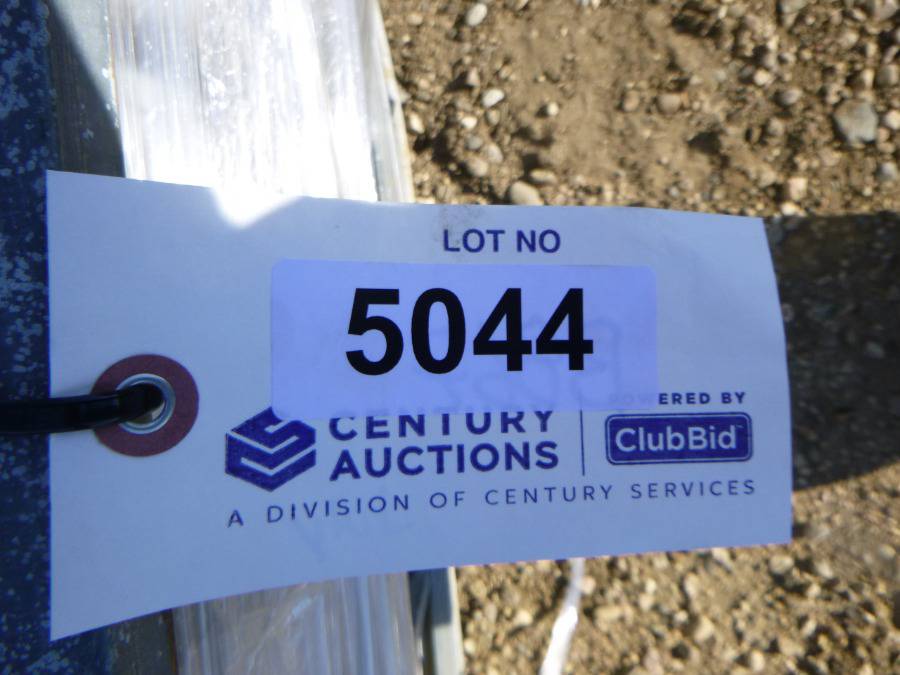 LOT NO
5044
CENTURY
AUCTIONS
POWERED BY
ClubBid
A DIVISION OF CENTURY SERVICES